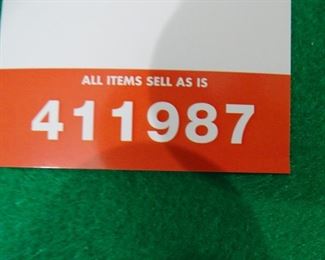 ALL ITEMS SELL AS IS
411987